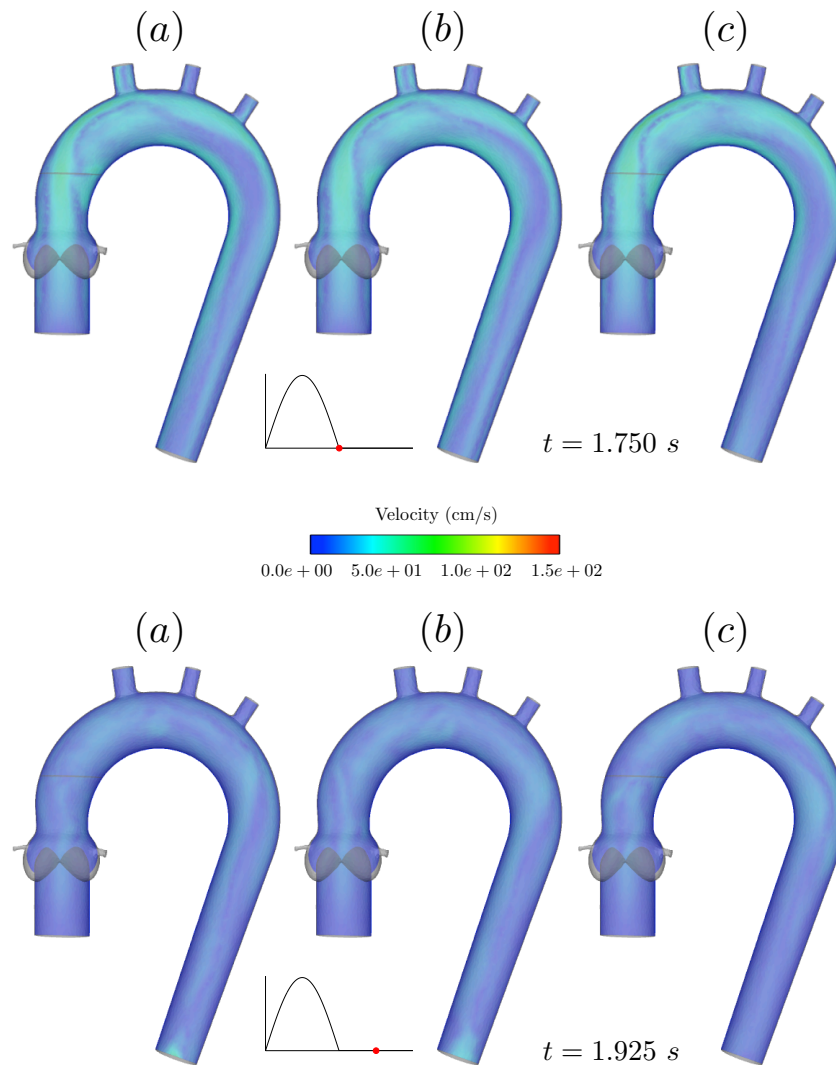 (a) (b) (c)
t = 1.750 s
Velocity (cm/s)
0.0e + 00 5.0e + 01 1.0e + 02 1.5e + 02
(a) (b) (c)
t = 1.925 s